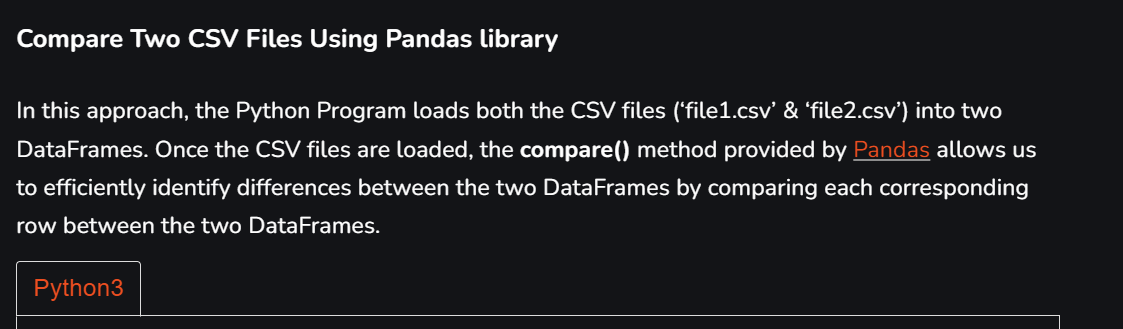 Compare Two CSV Files Using Pandas library
In this approach, the Python Program loads both the CSV files (‘file1.csv’ & ‘file2.csv’) into two
DataFrames. Once the CSV files are loaded, the compare() method provided by Pandas allows us
to efficiently identify differences between the two DataFrames by comparing each corresponding
row between the two DataFrames.
Python3